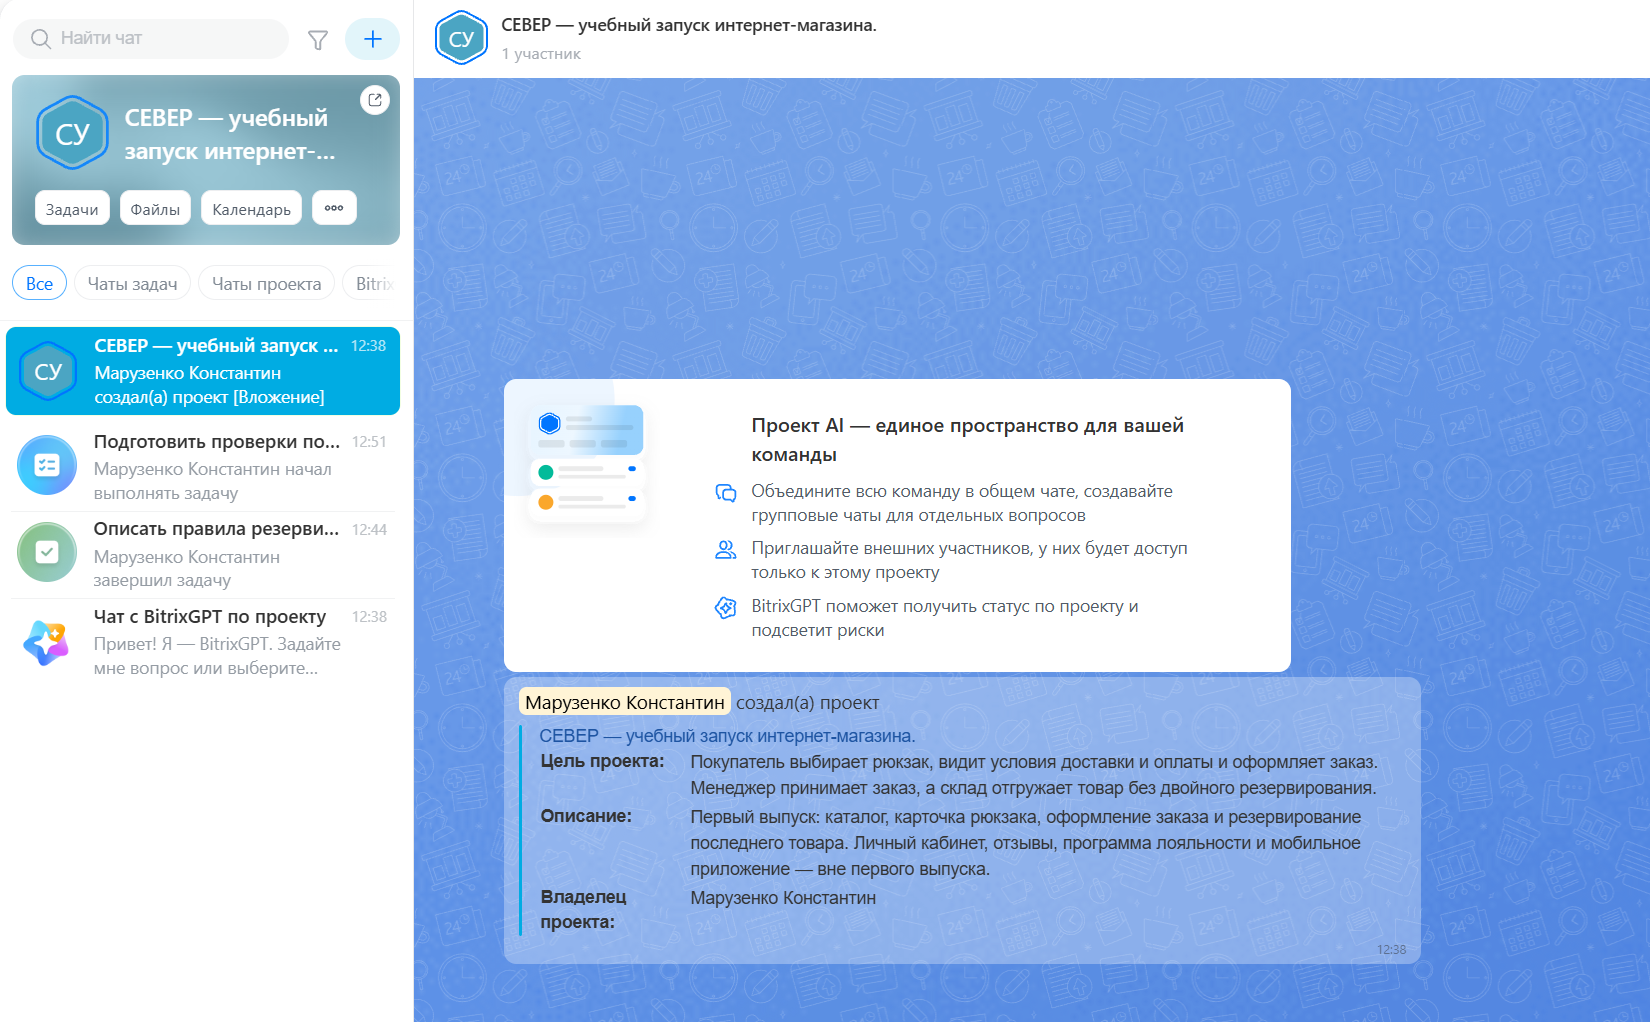 Найти чат
СУ
СЕВЕР — учебный
запуск интернет-...
Задачи
Файлы
Календарь
Все
Чаты задач
Чаты проекта
Bitrix
СУ
СЕВЕР — учебный запуск ...
12:38
Марузенко Константин
создал(а) проект [Вложение]
Подготовить проверки по...
12:51
Марузенко Константин начал
выполнять задачу
Описать правила резерви...
12:44
Марузенко Константин
завершил задачу
Чат с BitrixGPT по проекту
12:38
Привет! Я — BitrixGPT. Задайте
мне вопрос или выберите...
СУ
СЕВЕР — учебный запуск интернет-магазина.
1 участник
Проект AI — единое пространство для вашей
команды
Объедините всю команду в общем чате, создавайте
групповые чаты для отдельных вопросов
Приглашайте внешних участников, у них будет доступ
только к этому проекту
BitrixGPT поможет получить статус по проекту и
подсветит риски
Марузенко Константин создал(а) проект
СЕВЕР — учебный запуск интернет-магазина.
Цель проекта: Покупатель выбирает рюкзак, видит условия доставки и оплаты и оформляет заказ.
Менеджер принимает заказ, а склад отгружает товар без двойного резервирования.
Описание: Первый выпуск: каталог, карточка рюкзака, оформление заказа и резервирование
последнего товара. Личный кабинет, отзывы, программа лояльности и мобильное
приложение — вне первого выпуска.
Владелец Марузенко Константин
проекта:
12:38